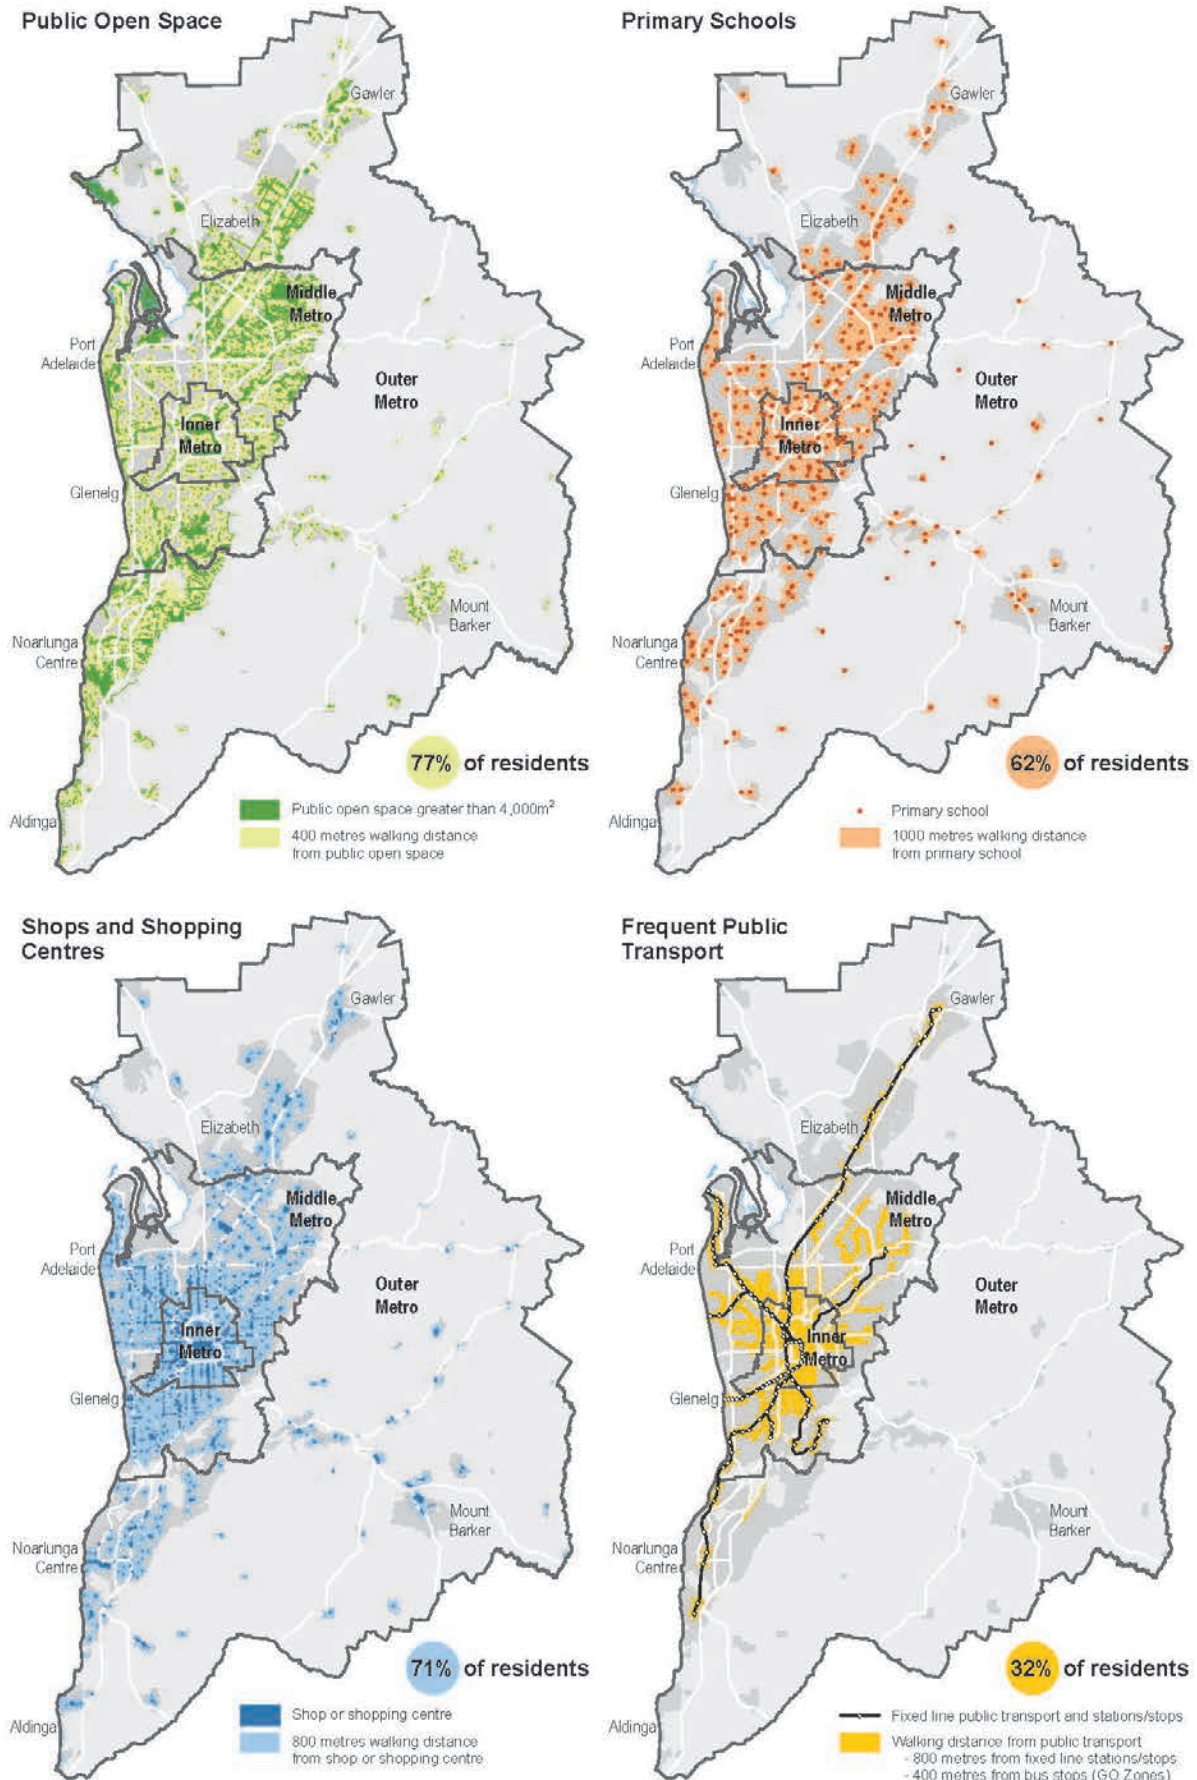 Public Open Space
Gawler
Elizabeth
Middle
Metro
Port
Adelaide
Outer
Metro
Inner
Metro
Glenelg
Mount
Barker
Noarlunga
Centre
77% of residents
Public open space greater than 4,000m²
400 metres walking distance
from public open space
Aldinga
Primary Schools
Gawler
Elizabeth
Middle
Metro
Port
Adelaide
Outer
Metro
Inner
Metro
Glenelg
Mount
Barker
Noarlunga
Centre
62% of residents
Primary school
1000 metres walking distance
from primary school
Aldinga
Shops and Shopping
Centres
Gawler
Elizabeth
Middle
Metro
Port
Adelaide
Outer
Metro
Inner
Metro
Glenelg
Mount
Barker
Noarlunga
Centre
71% of residents
Shop or shopping centre
800 metres walking distance
from shop or shopping centre
Aldinga
Frequent Public
Transport
Gawler
Elizabeth
Middle
Metro
Port
Adelaide
Outer
Metro
Inner
Metro
Glenelg
Mount
Barker
Noarlunga
Centre
32% of residents
Fixed line public transport and stations/stops
Walking distance from public transport
- 800 metres from fixed line stations/stops
- 400 metres from bus stops (GO Zones)
Aldinga